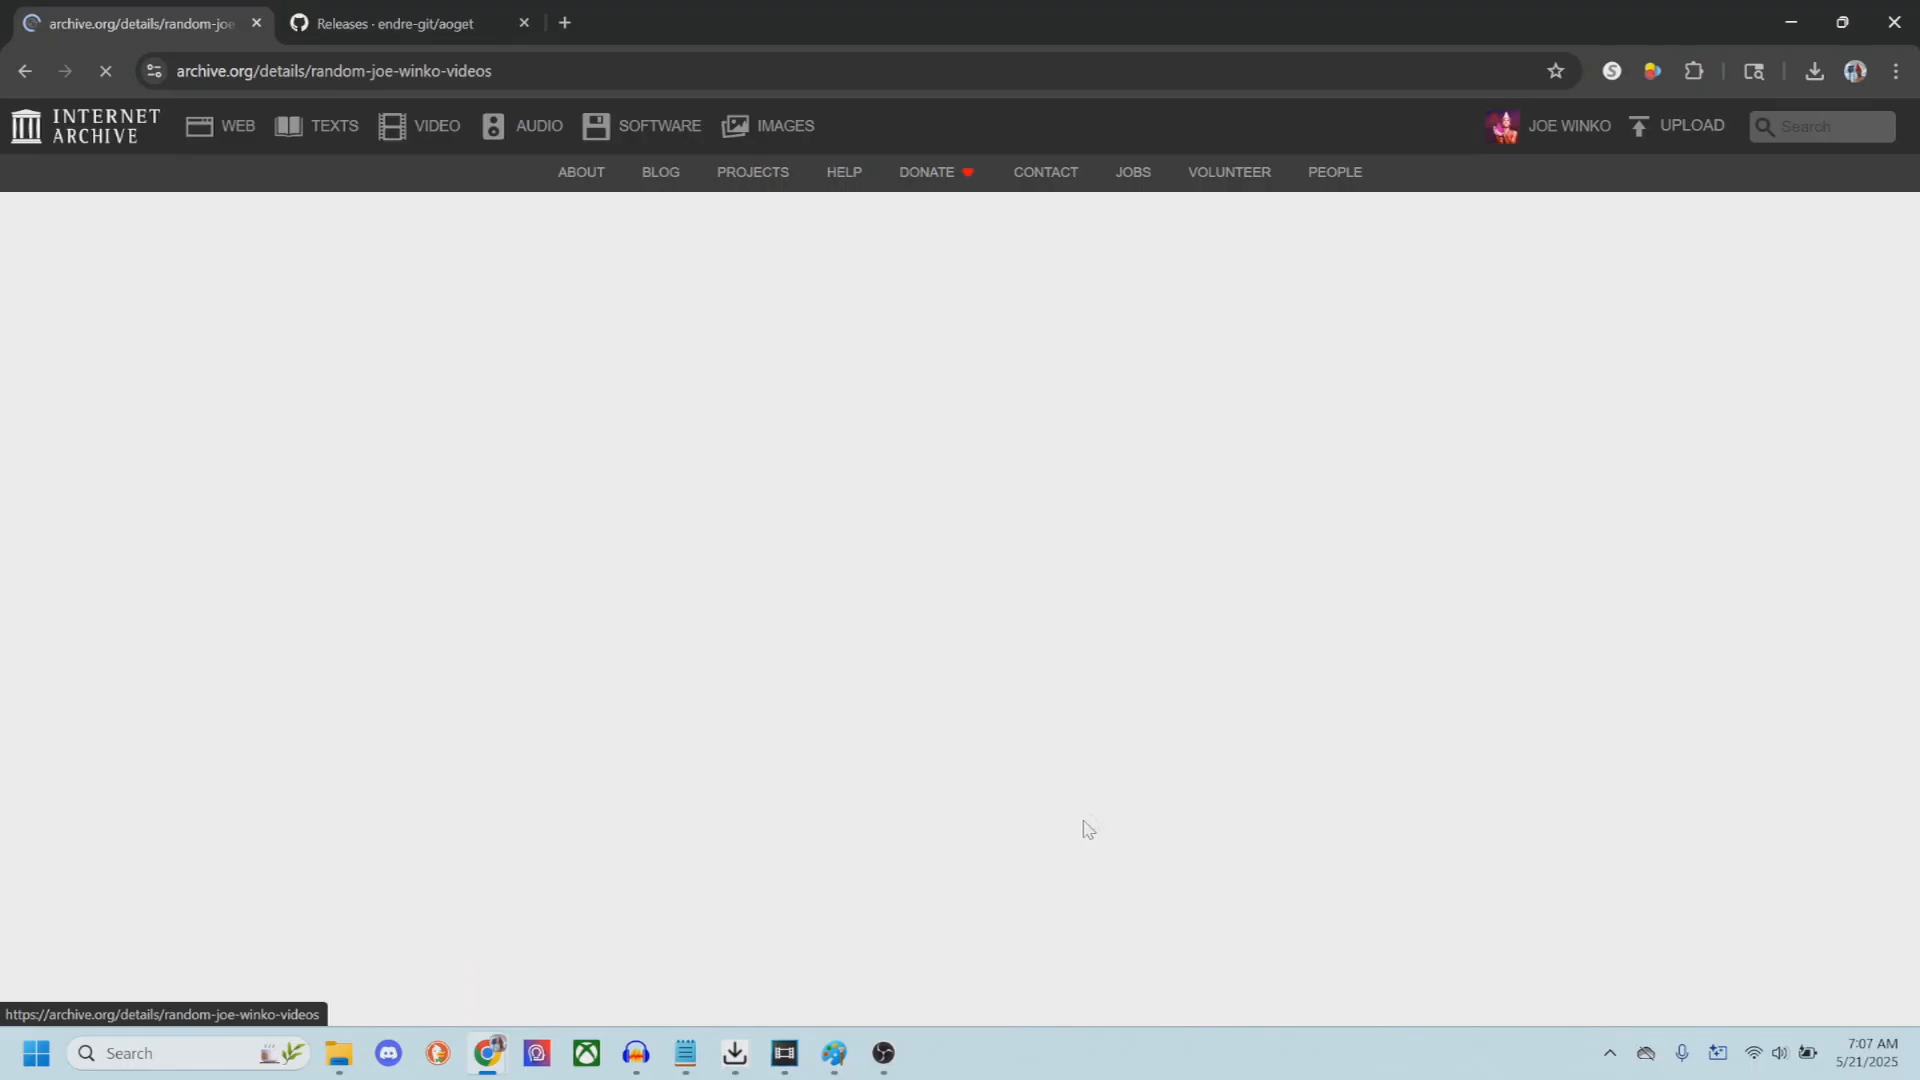 archive.org/details/random-joe
Releases · endre-git/aoget
archive.org/details/random-joe-winko-videos
INTERNET ARCHIVE
WEB
TEXTS
VIDEO
AUDIO
SOFTWARE
IMAGES
JOE WINKO
UPLOAD
Search
ABOUT
BLOG
PROJECTS
HELP
DONATE
CONTACT
JOBS
VOLUNTEER
PEOPLE
https://archive.org/details/random-joe-winko-videos
Search
7:07 AM
5/21/2025